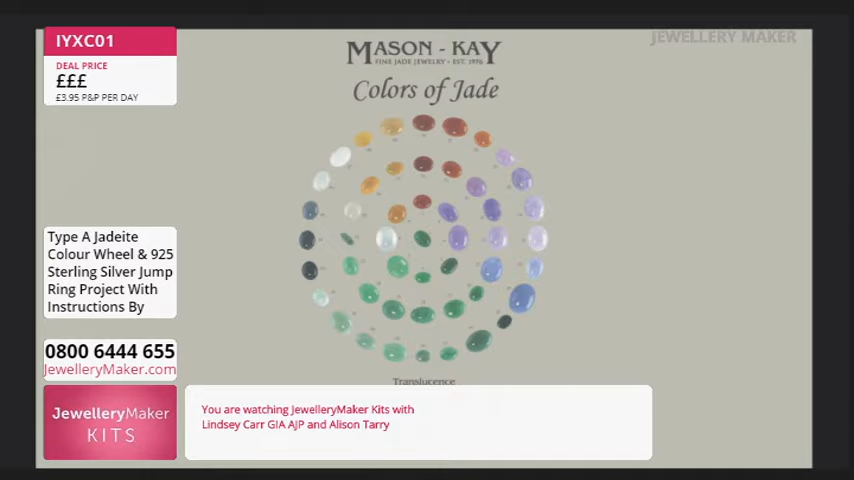 JEWELLERY MAKER
IYXC01
DEAL PRICE
£££
£3.95 P&P PER DAY
MASON - KAY
FINE JADE JEWELRY • EST. 1976
Colors of Jade
Type A Jadeite
Colour Wheel & 925
Sterling Silver Jump
Ring Project With
Instructions By
0800 6444 655
JewelleryMaker.com
Translucence
JewelleryMaker
KITS
You are watching JewelleryMaker Kits with
Lindsey Carr GIA AJP and Alison Tarry